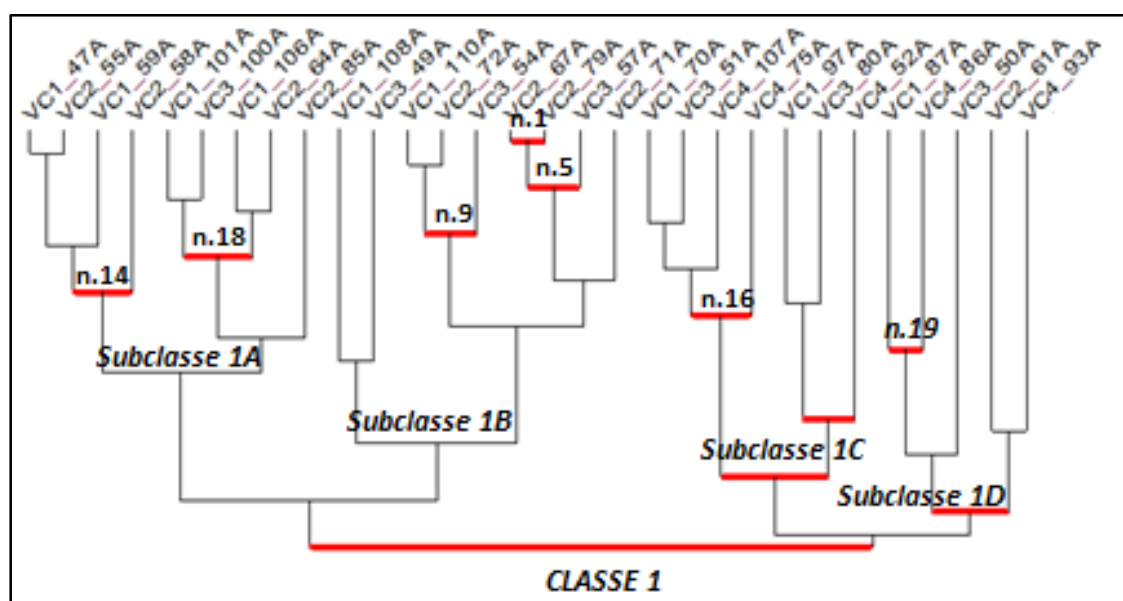 VC1_47A
VC2_55A
VC1_59A
VC2_58A
VC1_101A
VC3_100A
VC1_106A
VC2_64A
VC2_85A
VC1_108A
VC3_49A
VC1_110A
VC2_72A
VC3_54A
VC2_67A
VC2_79A
VC3_57A
VC2_71A
VC1_70A
VC3_51A
VC4_107A
VC4_75A
VC1_97A
VC3_80A
VC4_52A
VC1_87A
VC4_86A
VC3_50A
VC2_61A
VC4_93A
n.1
n.5
n.9
n.18
n.14
n.16
n.19
Subclasse 1A
Subclasse 1B
Subclasse 1C
Subclasse 1D
CLASSE 1